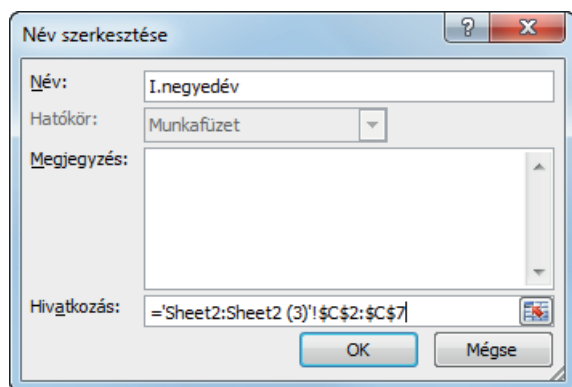 Név szerkesztése
Név: I.negyedév
Hatókör: Munkafüzet
Megjegyzés:
Hivatkozás: ='Sheet2:Sheet2 (3)'!$C$2:$C$7
OK Mégse